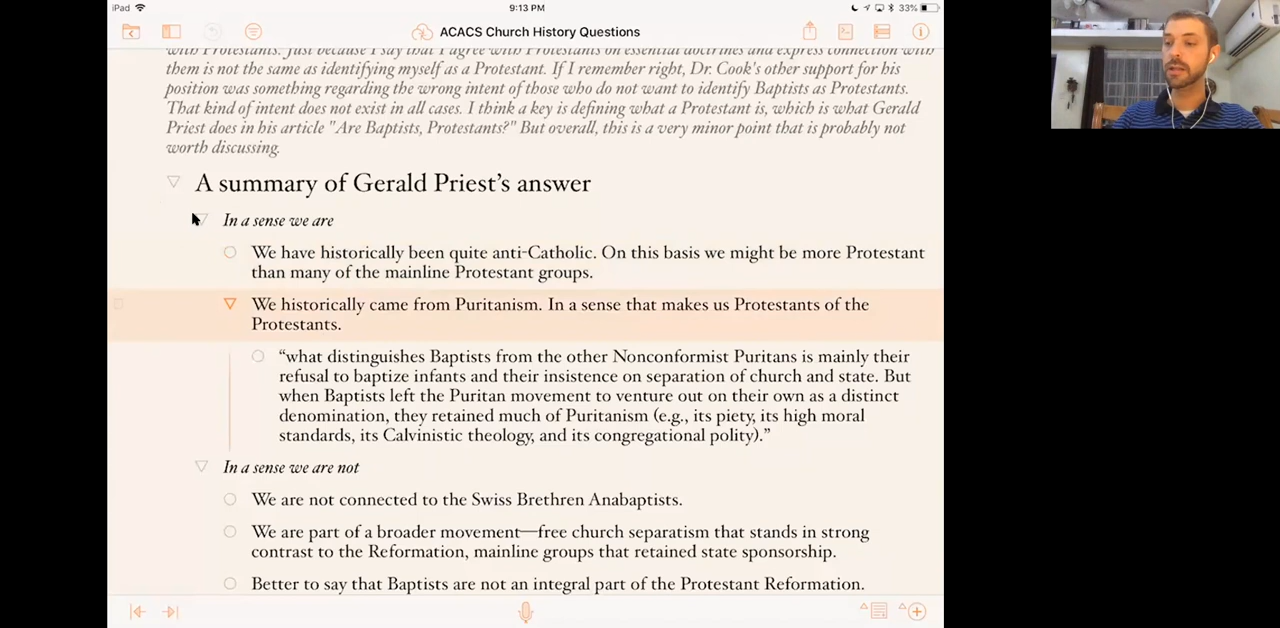 iPad 9:13 PM 33%
ACACS Church History Questions
with Protestants. Just because I say that I agree with Protestants on essential doctrines and express connection with
them is not the same as identifying myself as a Protestant. If I remember right, Dr. Cook's other support for his
position was something regarding the wrong intent of those who do not want to identify Baptists as Protestants.
That kind of intent does not exist in all cases. I think a key is defining what a Protestant is, which is what Gerald
Priest does in his article "Are Baptists, Protestants?" But overall, this is a very minor point that is probably not
worth discussing.
A summary of Gerald Priest's answer
In a sense we are
We have historically been quite anti-Catholic. On this basis we might be more Protestant
than many of the mainline Protestant groups.
We historically came from Puritanism. In a sense that makes us Protestants of the
Protestants.
“what distinguishes Baptists from the other Nonconformist Puritans is mainly their
refusal to baptize infants and their insistence on separation of church and state. But
when Baptists left the Puritan movement to venture out on their own as a distinct
denomination, they retained much of Puritanism (e.g., its piety, its high moral
standards, its Calvinistic theology, and its congregational polity).”
In a sense we are not
We are not connected to the Swiss Brethren Anabaptists.
We are part of a broader movement—free church separatism that stands in strong
contrast to the Reformation, mainline groups that retained state sponsorship.
Better to say that Baptists are not an integral part of the Protestant Reformation.